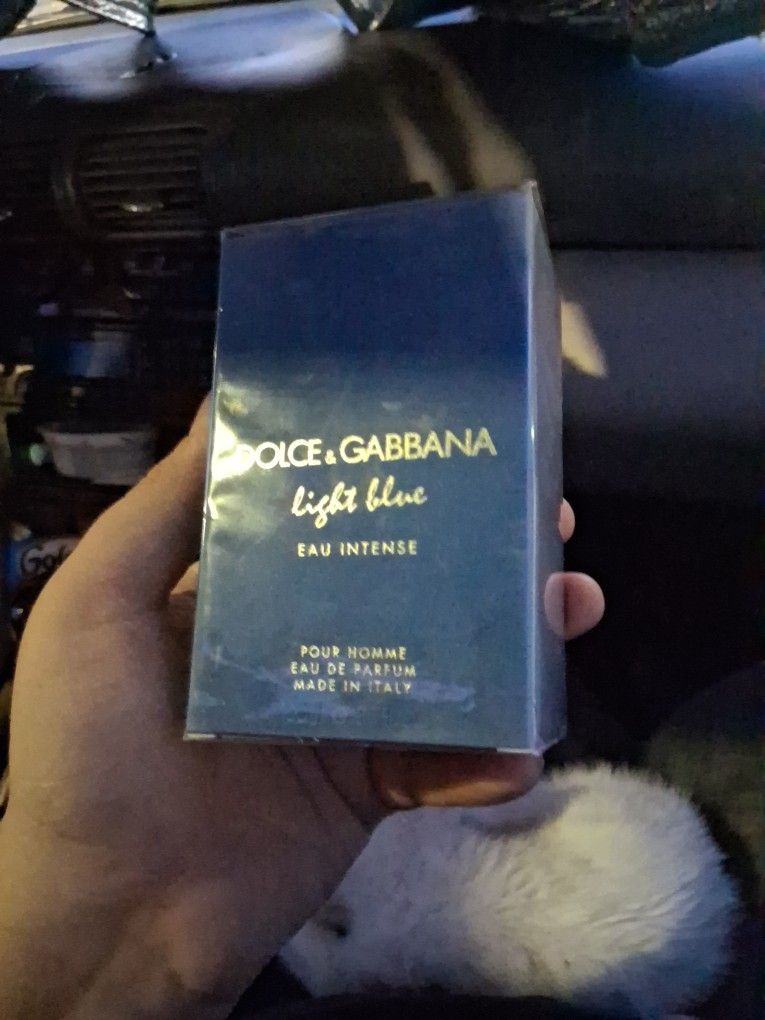 DOLCE & GABBANA
light blue
EAU INTENSE
POUR HOMME
EAU DE PARFUM
MADE IN ITALY